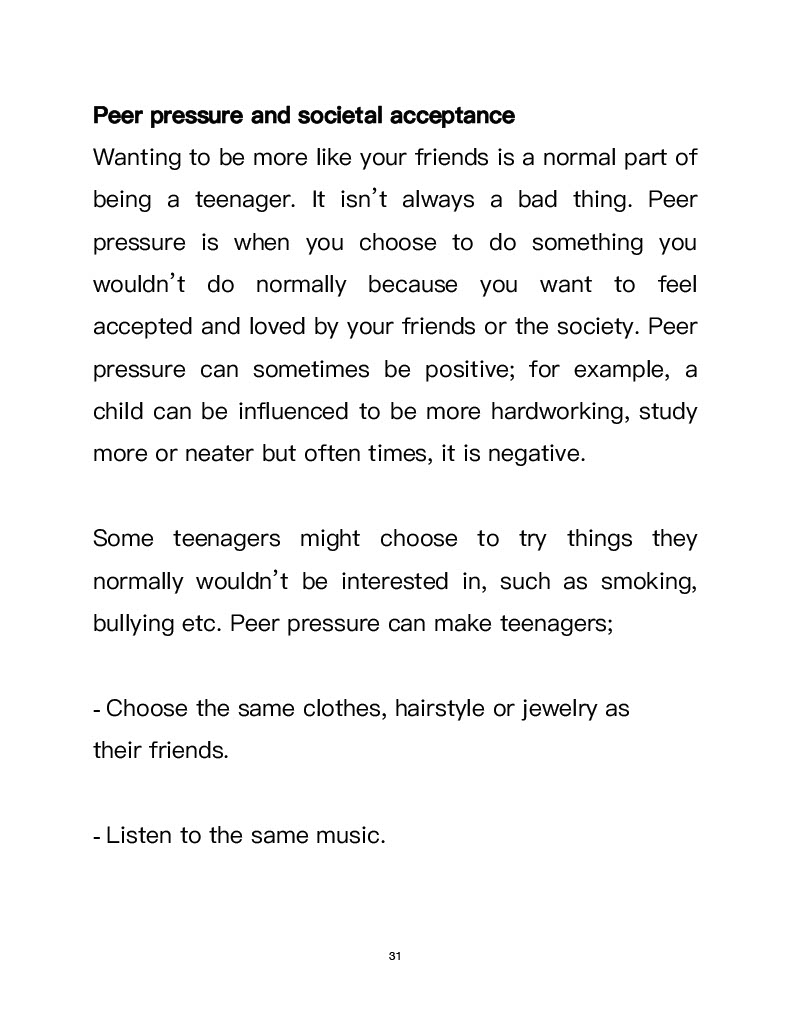 Peer pressure and societal acceptance
Wanting to be more like your friends is a normal part of
being a teenager. It isn’t always a bad thing. Peer
pressure is when you choose to do something you
wouldn’t do normally because you want to feel
accepted and loved by your friends or the society. Peer
pressure can sometimes be positive; for example, a
child can be influenced to be more hardworking, study
more or neater but often times, it is negative.
Some teenagers might choose to try things they
normally wouldn’t be interested in, such as smoking,
bullying etc. Peer pressure can make teenagers;
- Choose the same clothes, hairstyle or jewelry as
their friends.
- Listen to the same music.
31